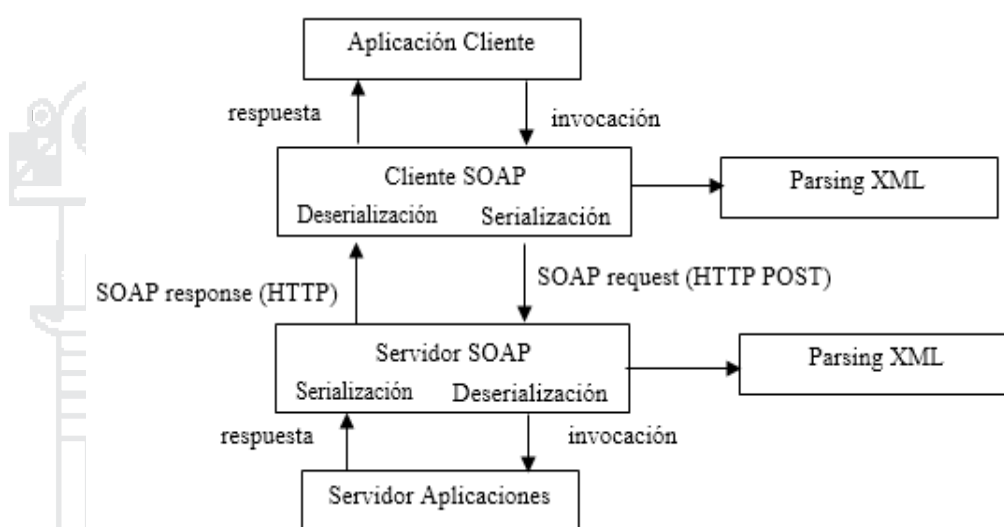 Aplicación Cliente
respuesta
invocación
Cliente SOAP
Parsing XML
Deserialización Serialización
SOAP request (HTTP POST)
SOAP response (HTTP)
Servidor SOAP
Parsing XML
Serialización Deserialización
respuesta invocación
Servidor Aplicaciones